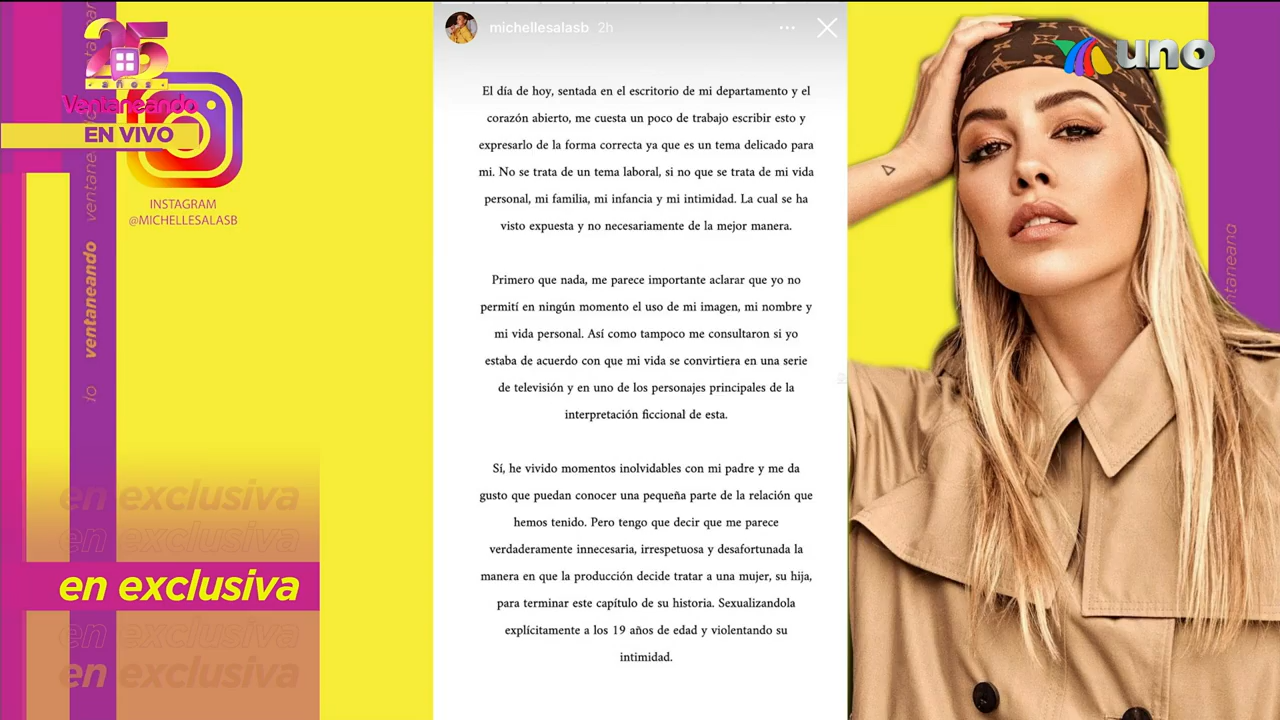 25
años
Ventaneando
EN VIVO
INSTAGRAM
@MICHELLESALASB
ventaneando
en exclusiva
en exclusiva
en exclusiva
en exclusiva
en exclusiva
michellesalasb 2h
El día de hoy, sentada en el escritorio de mi departamento y el
corazón abierto, me cuesta un poco de trabajo escribir esto y
expresarlo de la forma correcta ya que es un tema delicado para
mi. No se trata de un tema laboral, si no que se trata de mi vida
personal, mi familia, mi infancia y mi intimidad. La cual se ha
visto expuesta y no necesariamente de la mejor manera.
Primero que nada, me parece importante aclarar que yo no
permití en ningún momento el uso de mi imagen, mi nombre y
mi vida personal. Así como tampoco me consultaron si yo
estaba de acuerdo con que mi vida se convirtiera en una serie
de televisión y en uno de los personajes principales de la
interpretación ficcional de esta.
Sí, he vivido momentos inolvidables con mi padre y me da
gusto que puedan conocer una pequeña parte de la relación que
hemos tenido. Pero tengo que decir que me parece
verdaderamente innecesaria, irrespetuosa y desafortunada la
manera en que la producción decide tratar a una mujer, su hija,
para terminar este capítulo de su historia. Sexualizandola
explícitamente a los 19 años de edad y violentando su
intimidad.
uno